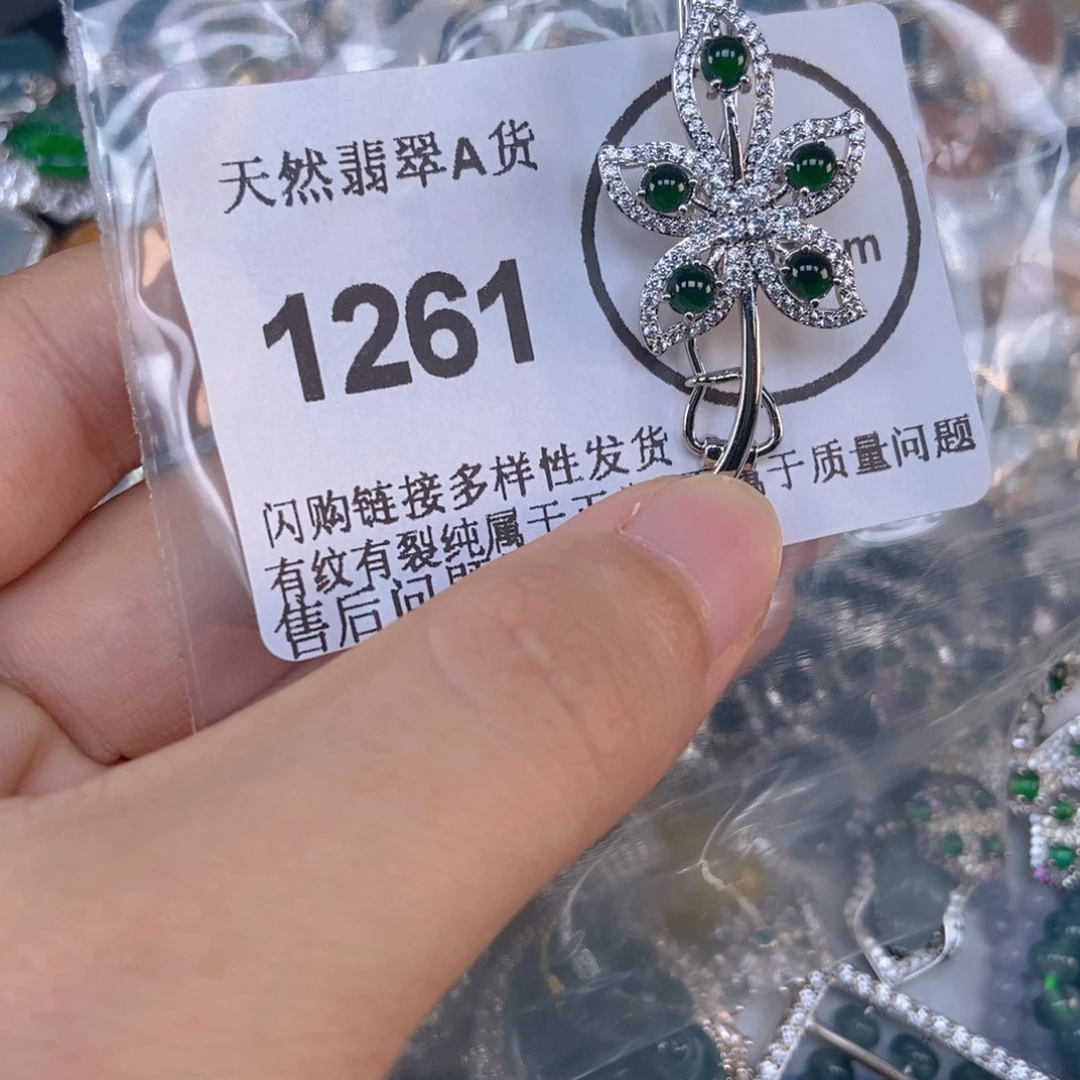 天然翡翠A货
1261
m
闪购链接多样性发货
有纹有裂纯属于于质量问题
售后问题